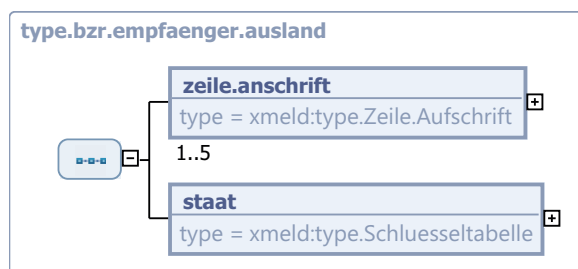 type.bzr.empfaenger.ausland
zeile.anschrift
type = xmeld:type.Zeile.Aufschrift
1..5
staat
type = xmeld:type.Schluesseltabelle